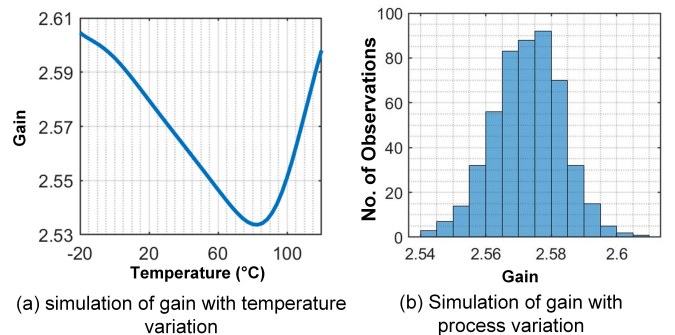 2.61
2.59
2.57
2.55
2.53
Gain
-20 20 60 100
Temperature (°C)
(a) simulation of gain with temperature
variation
100
80
60
40
20
0
No. of Observations
2.54 2.56 2.58 2.6
Gain
(b) Simulation of gain with
process variation